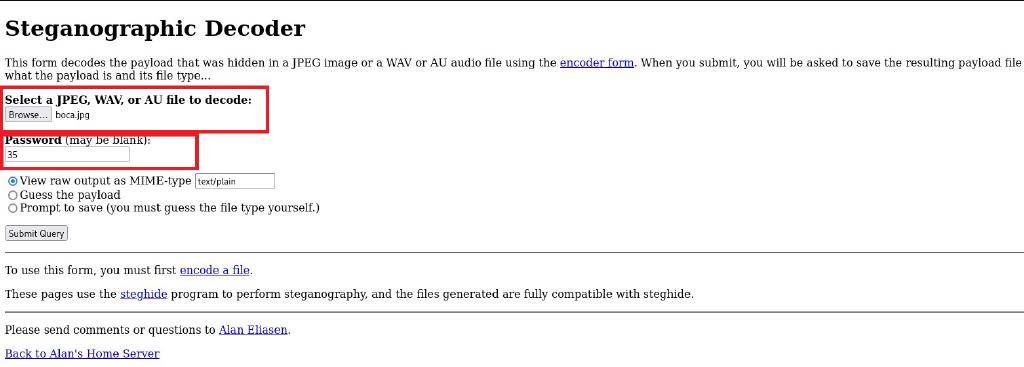 Steganographic Decoder
This form decodes the payload that was hidden in a JPEG image or a WAV or AU audio file using the encoder form. When you submit, you will be asked to save the resulting payload file
what the payload is and its file type...
Select a JPEG, WAV, or AU file to decode:
Browse... boca.jpg
Password (may be blank):
35
View raw output as MIME-type text/plain
Guess the payload
Prompt to save (you must guess the file type yourself.)
Submit Query
To use this form, you must first encode a file.
These pages use the steghide program to perform steganography, and the files generated are fully compatible with steghide.
Please send comments or questions to Alan Eliasen.
Back to Alan's Home Server